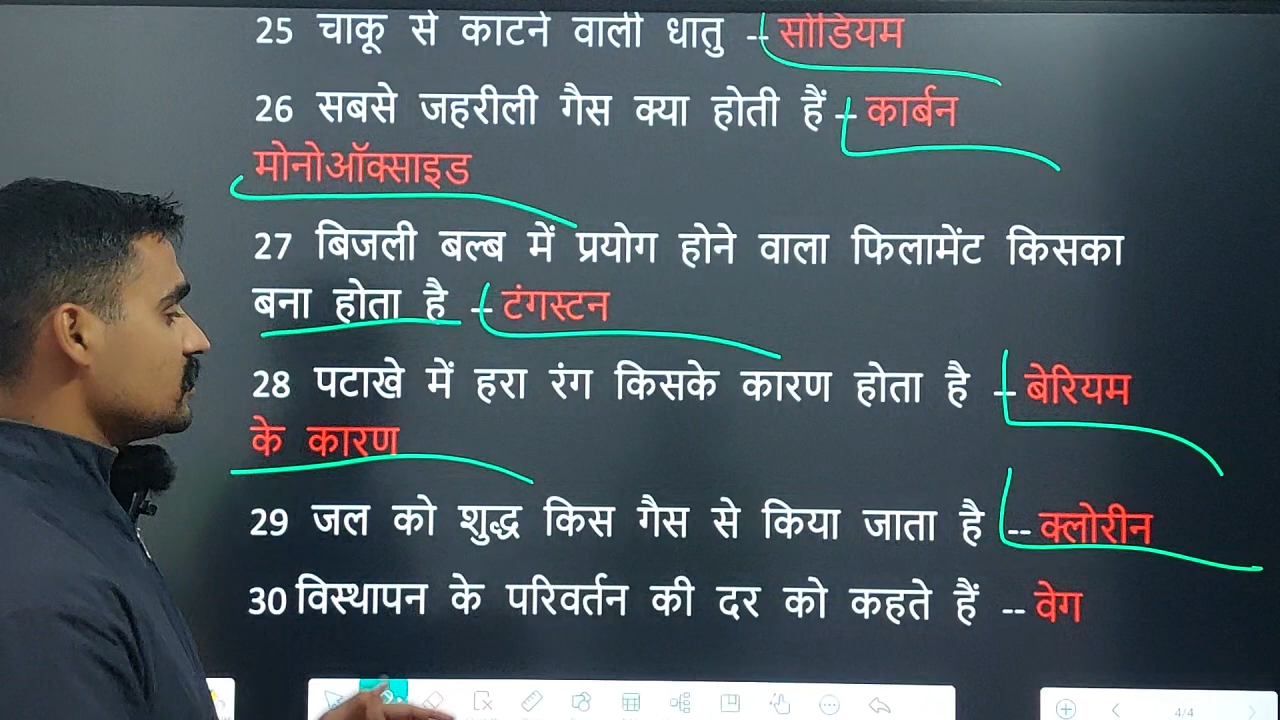 25 चाकू से काटने वाली धातु -- सोडियम
26 सबसे जहरीली गैस क्या होती हैं – कार्बन
मोनोऑक्साइड
27 बिजली बल्ब में प्रयोग होने वाला फिलामेंट किसका
बना होता है – टंगस्टन
28 पटाखे में हरा रंग किसके कारण होता है – बेरियम
के कारण
29 जल को शुद्ध किस गैस से किया जाता है -- क्लोरीन
30 विस्थापन के परिवर्तन की दर को कहते हैं -- वेग
4/4